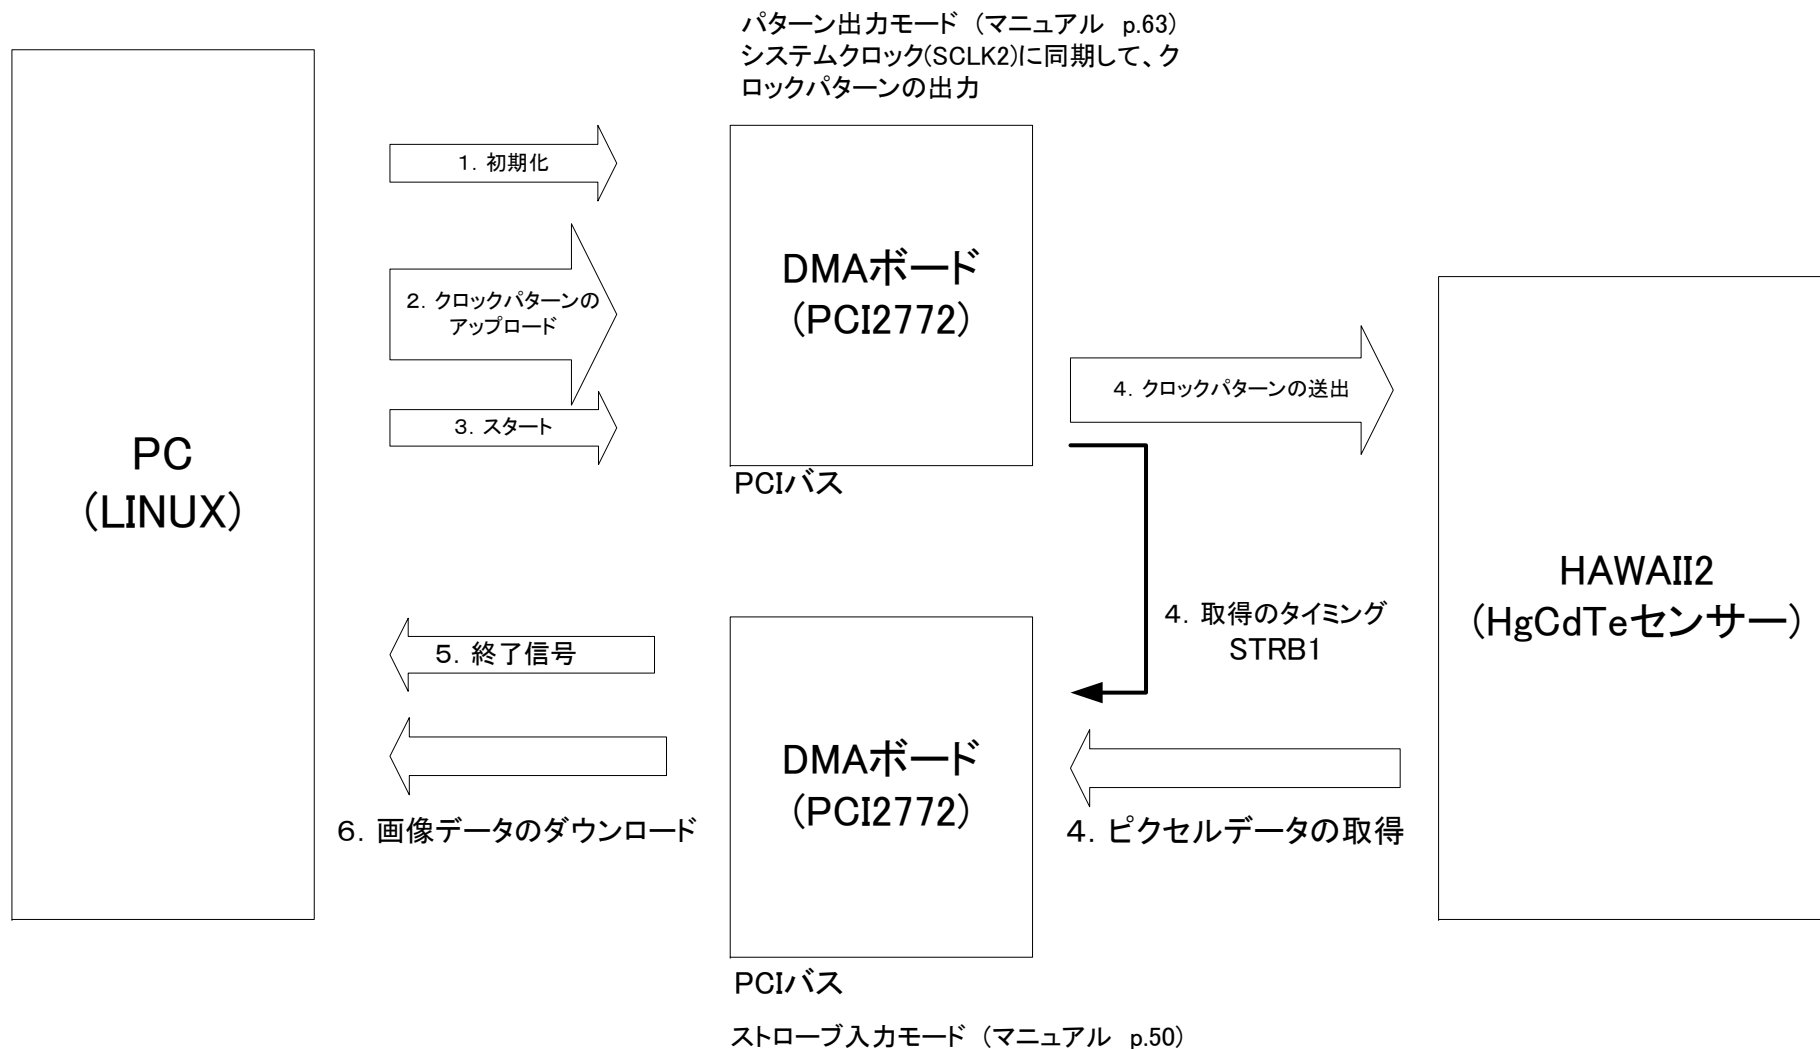 パターン出力モード (マニュアル p.63)
システムクロック(SCLK2)に同期して、ク
ロックパターンの出力
1. 初期化
2. クロックパターンの
アップロード
3. スタート
PC
(LINUX)
DMAボード
(PCI2772)
PCIバス
4. クロックパターンの送出
4. 取得のタイミング
STRB1
HAWAII2
(HgCdTeセンサー)
5. 終了信号
6. 画像データのダウンロード
DMAボード
(PCI2772)
4. ピクセルデータの取得
PCIバス
ストローブ入力モード (マニュアル p.50)